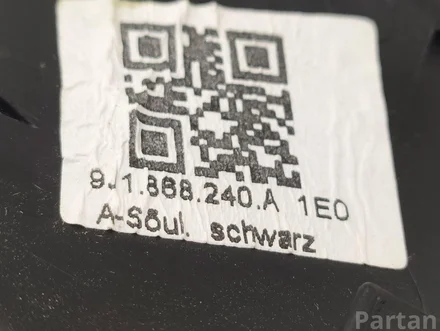 9J1.868.240.A 1E0
A-Säul. schwarz
Partan